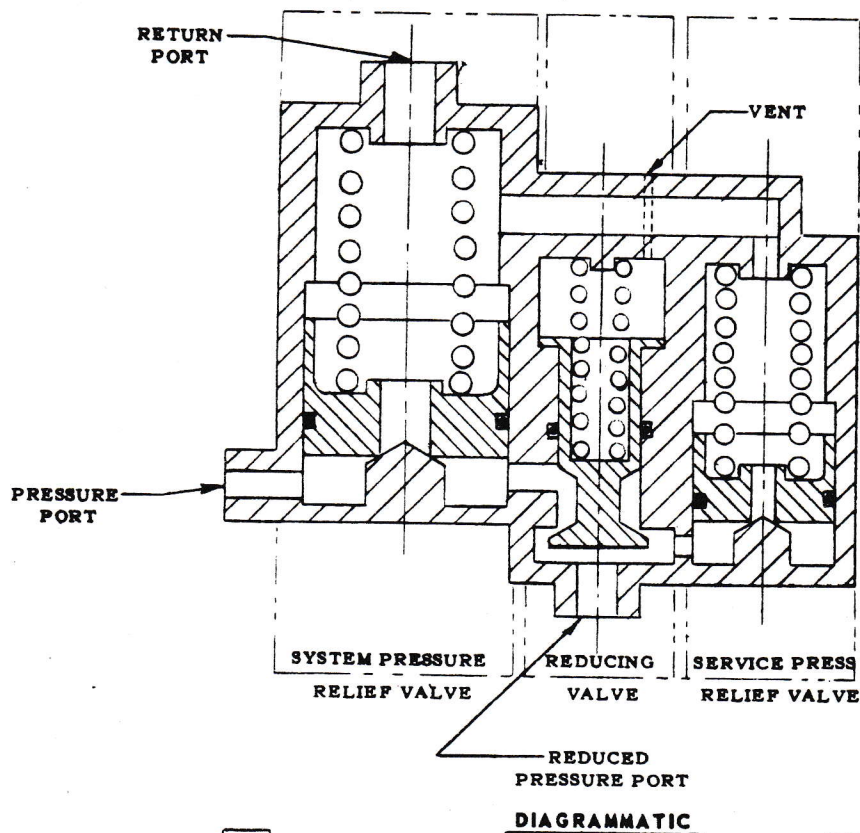 RETURN
PORT
VENT
PRESSURE
PORT
SYSTEM PRESSURE
RELIEF VALVE
REDUCING
VALVE
SERVICE PRESS
RELIEF VALVE
REDUCED
PRESSURE PORT
DIAGRAMMATIC